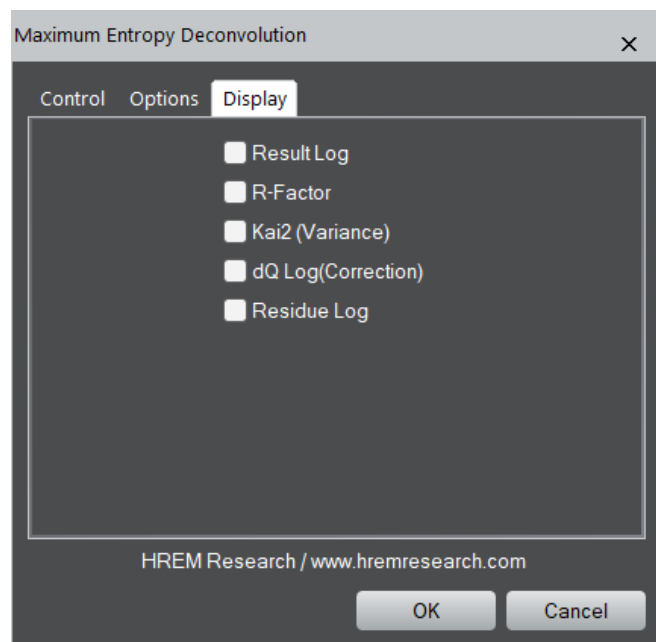 Maximum Entropy Deconvolution
Control Options Display
Result Log
R-Factor
Kai2 (Variance)
dQ Log(Correction)
Residue Log
HREM Research / www.hremresearch.com
OK Cancel